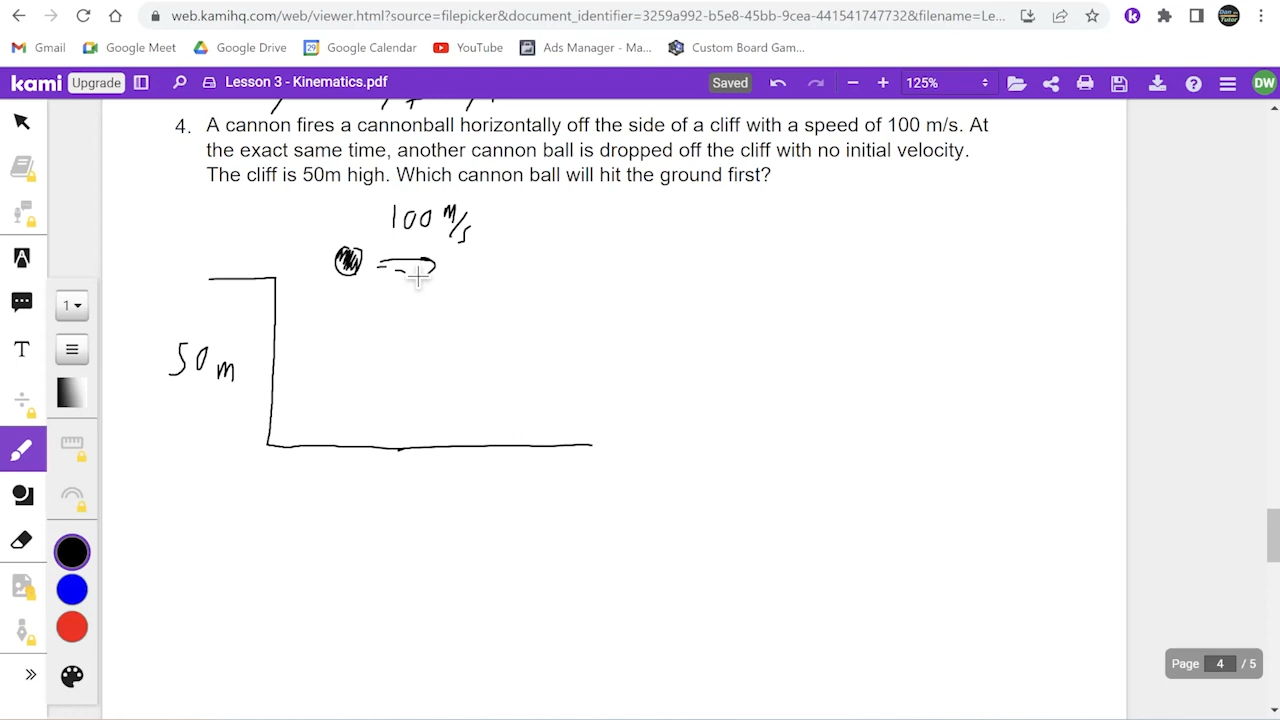 web.kamihq.com/web/viewer.html?source=filepicker&document_identifier=3259a992-b5e8-45bb-9cea-441541747732&filename=Le...
Gmail
Google Meet
Google Drive
31
Google Calendar
YouTube
Ads Manager - Ma...
Custom Board Gam...
kami
Upgrade
Lesson 3 - Kinematics.pdf
Saved
125%
DW
4. A cannon fires a cannonball horizontally off the side of a cliff with a speed of 100 m/s. At
the exact same time, another cannon ball is dropped off the cliff with no initial velocity.
The cliff is 50m high. Which cannon ball will hit the ground first?
100 m/s
1
50 m
T
Page 4 / 5